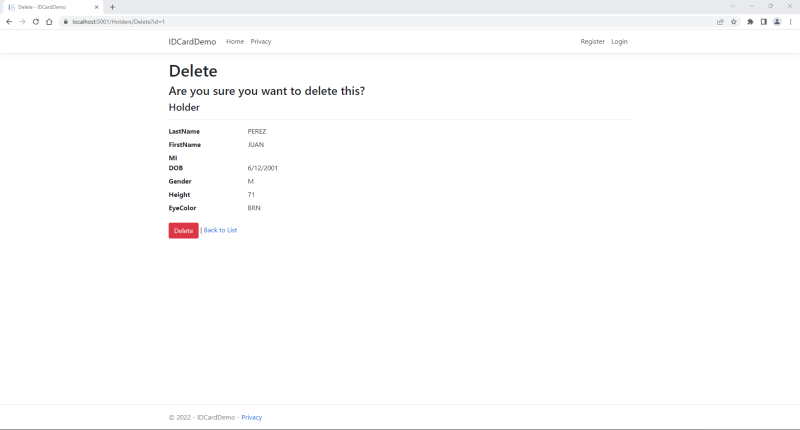 Delete - IDCardDemo
localhost:5001/Holders/Delete?id=1
IDCardDemo Home Privacy Register Login
Delete
Are you sure you want to delete this?
Holder
LastName PEREZ
FirstName JUAN
MI
DOB 6/12/2001
Gender M
Height 71
EyeColor BRN
Delete | Back to List
© 2022 - IDCardDemo - Privacy